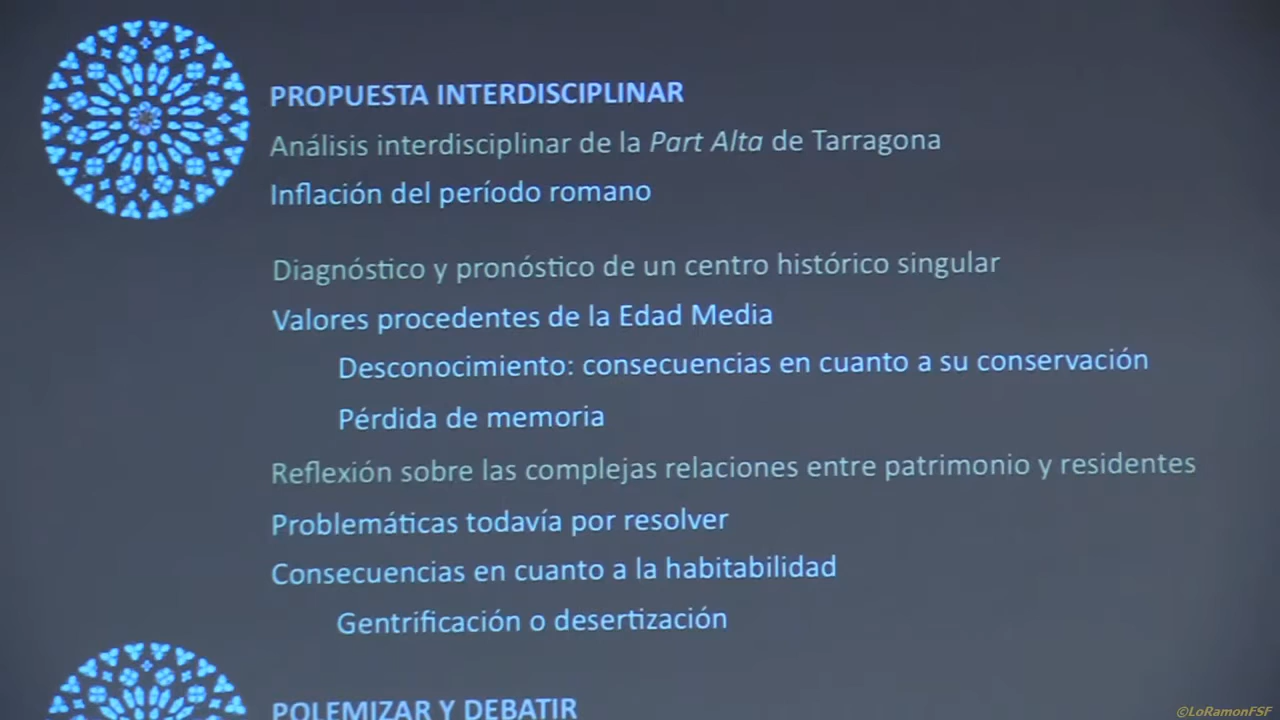 PROPUESTA INTERDISCIPLINAR
Análisis interdisciplinar de la Part Alta de Tarragona
Inflación del período romano
Diagnóstico y pronóstico de un centro histórico singular
Valores procedentes de la Edad Media
Desconocimiento: consecuencias en cuanto a su conservación
Pérdida de memoria
Reflexión sobre las complejas relaciones entre patrimonio y residentes
Problemáticas todavía por resolver
Consecuencias en cuanto a la habitabilidad
Gentrificación o desertización
POLEMIZAR Y DEBATIR
©LoRamonFSF